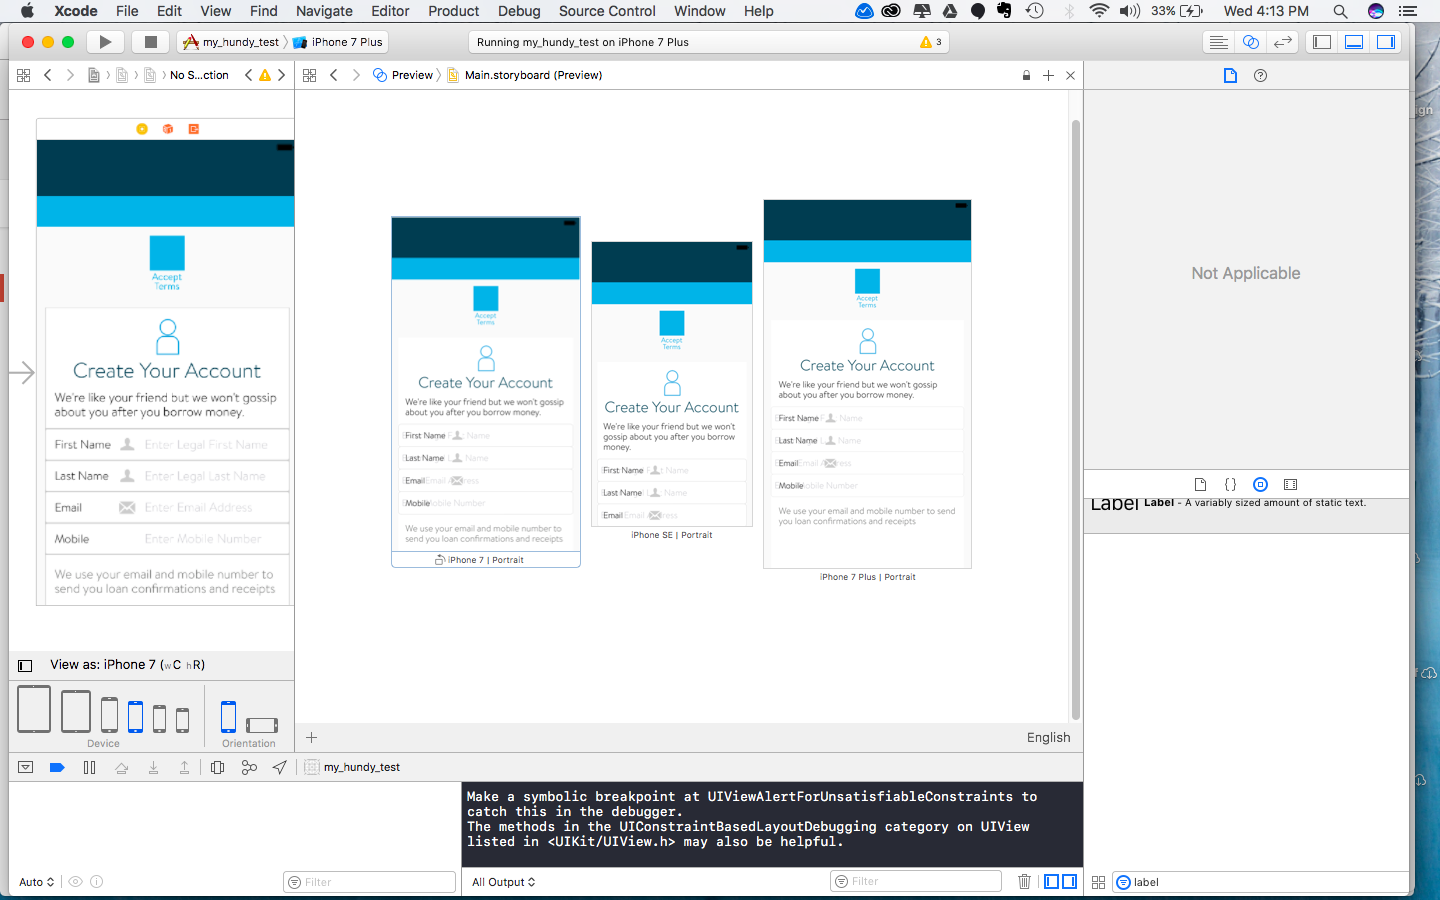 Xcode File Edit View Find Navigate Editor Product Debug Source Control Window Help 33% Wed 4:13 PM
my_hundy_test iPhone 7 Plus
Running my_hundy_test on iPhone 7 Plus
3
No S...ction
Preview Main.storyboard (Preview)
Accept
Terms
Create Your Account
We're like your friend but we won't gossip
about you after you borrow money.
First Name Enter Legal First Name
Last Name Enter Legal Last Name
Email Enter Email Address
Mobile Enter Mobile Number
We use your email and mobile number to
send you loan confirmations and receipts
View as: iPhone 7 (wC hR)
Device
Orientation
Accept
Terms
Create Your Account
We're like your friend but we won't gossip
about you after you borrow money.
First Name Name
Last Name Name
Email
Mobile Number
We use your email and mobile number to
send you loan confirmations and receipts
iPhone 7 | Portrait
Accept
Terms
Create Your Account
We're like your friend but we won't
gossip about you after you borrow
money.
First Name Name
Last Name Name
Email
iPhone SE | Portrait
Accept
Terms
Create Your Account
We're like your friend but we won't gossip
about you after you borrow money.
First Name Name
Last Name Name
Email
Mobile Number
We use your email and mobile number to send
you loan confirmations and receipts
iPhone 7 Plus | Portrait
English
Not Applicable
Label Label - A variably sized amount of static text.
my_hundy_test
Make a symbolic breakpoint at UIViewAlertForUnsatisfiableConstraints to
catch this in the debugger.
The methods in the UIConstraintBasedLayoutDebugging category on UIView
listed in <UIKit/UIView.h> may also be helpful.
Auto Filter
All Output Filter
label